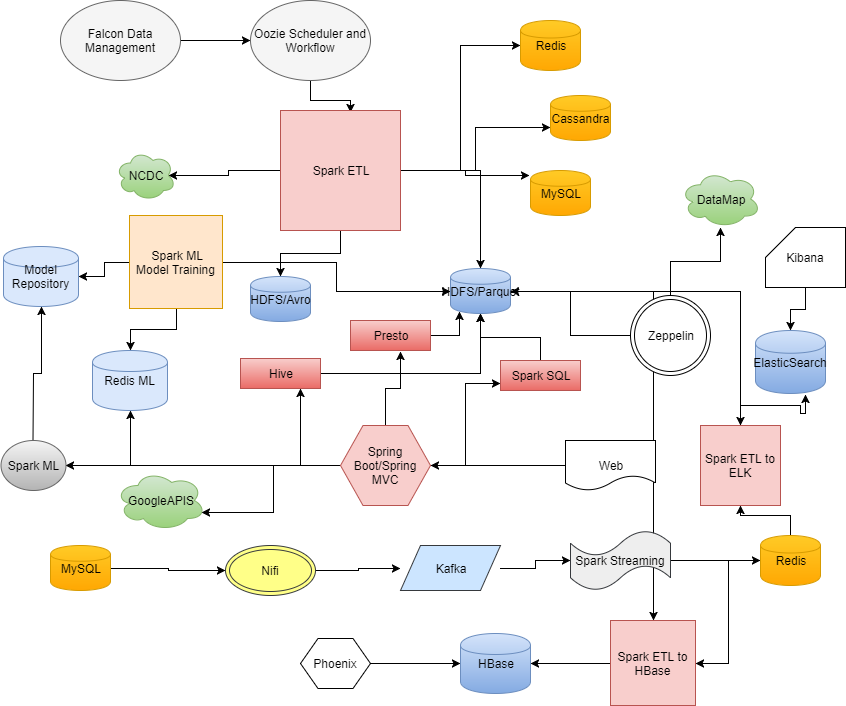 Falcon Data
Management
Oozie Scheduler and
Workflow
Redis
Cassandra
MySQL
Spark ETL
NCDC
DataMap
Kibana
Spark ML
Model Training
Model
Repository
HDFS/Avro
HDFS/Parquet
Zeppelin
ElasticSearch
Presto
Hive
Spark SQL
Redis ML
Spring
Boot/Spring
MVC
Web
Spark ETL to
ELK
Spark ML
GoogleAPIS
MySQL
Nifi
Kafka
Spark Streaming
Redis
Phoenix
HBase
Spark ETL to
HBase